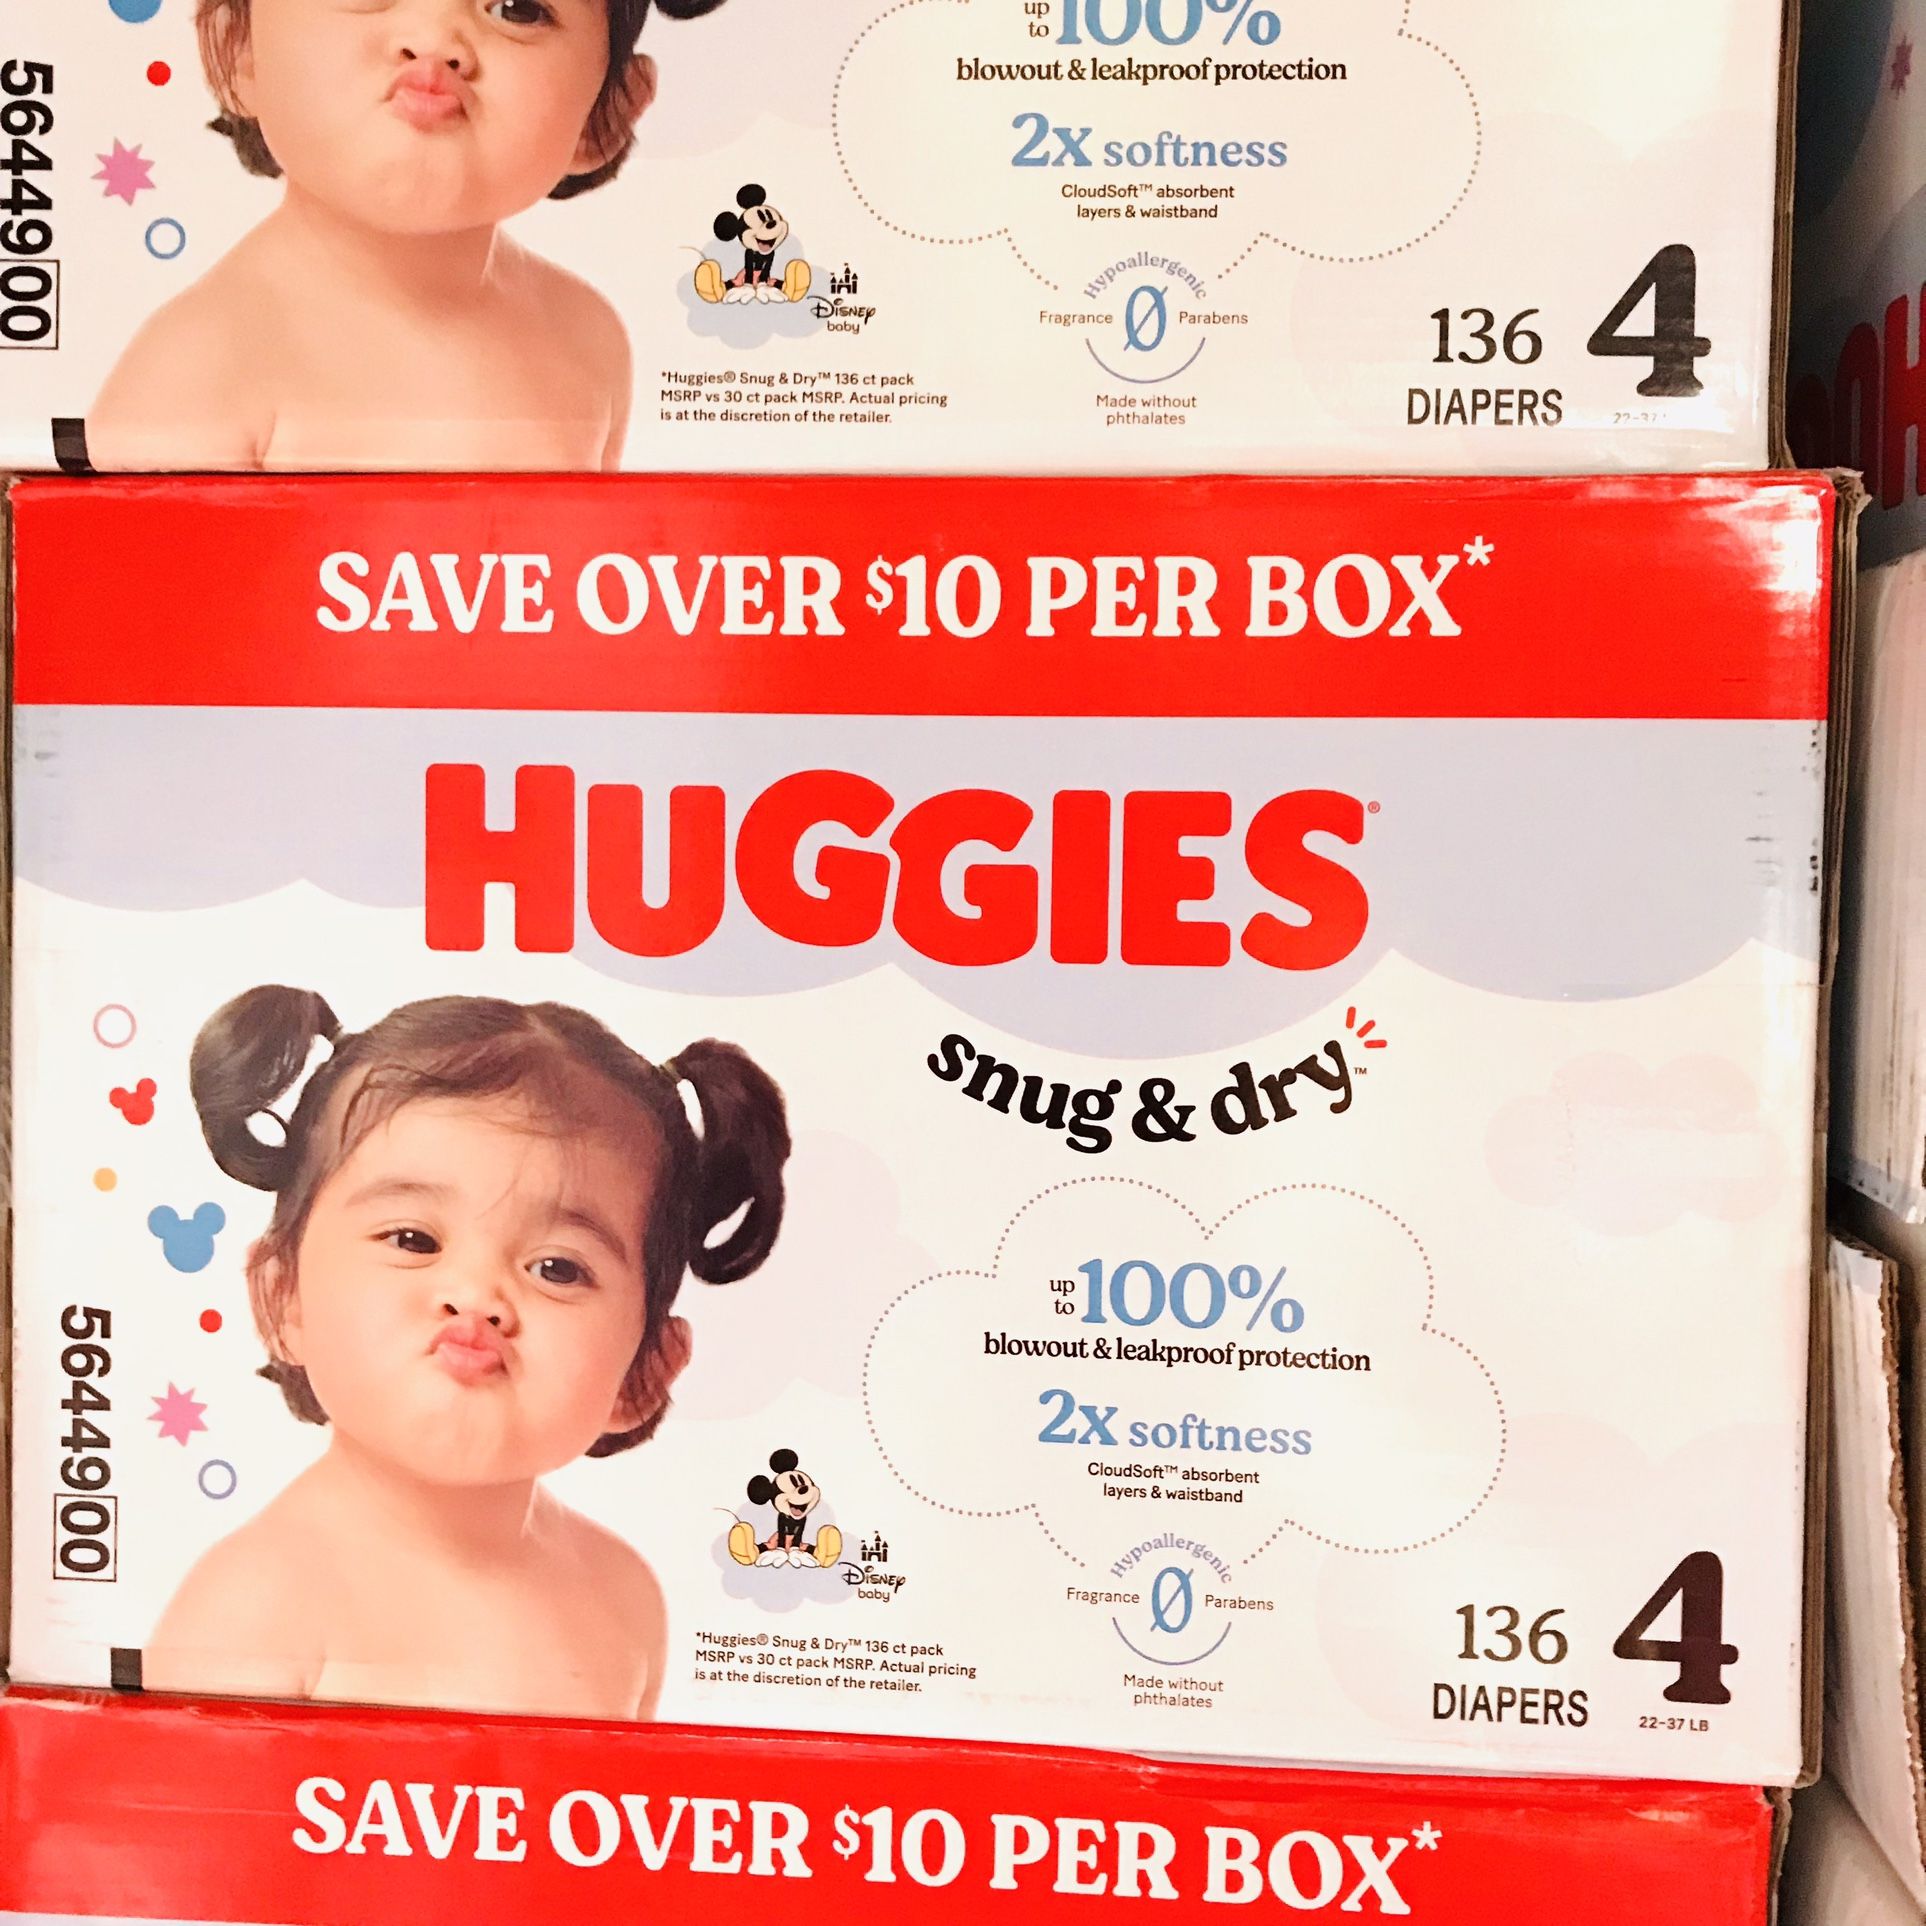 up to 100%
blowout & leakproof protection
2x softness
CloudSoft™ absorbent
layers & waistband
Hypoallergenic
Fragrance 0 Parabens
Made without
phthalates
Disney
baby
*Huggies® Snug & Dry™ 136 ct pack
MSRP vs 30 ct pack MSRP. Actual pricing
is at the discretion of the retailer.
136
DIAPERS
4
5644900
SAVE OVER $10 PER BOX*
HUGGIES®
snug & dry™
up to 100%
blowout & leakproof protection
2x softness
CloudSoft™ absorbent
layers & waistband
Hypoallergenic
Fragrance 0 Parabens
Made without
phthalates
Disney
baby
*Huggies® Snug & Dry™ 136 ct pack
MSRP vs 30 ct pack MSRP. Actual pricing
is at the discretion of the retailer.
136
DIAPERS
4
22-37 LB
5644900
SAVE OVER $10 PER BOX*